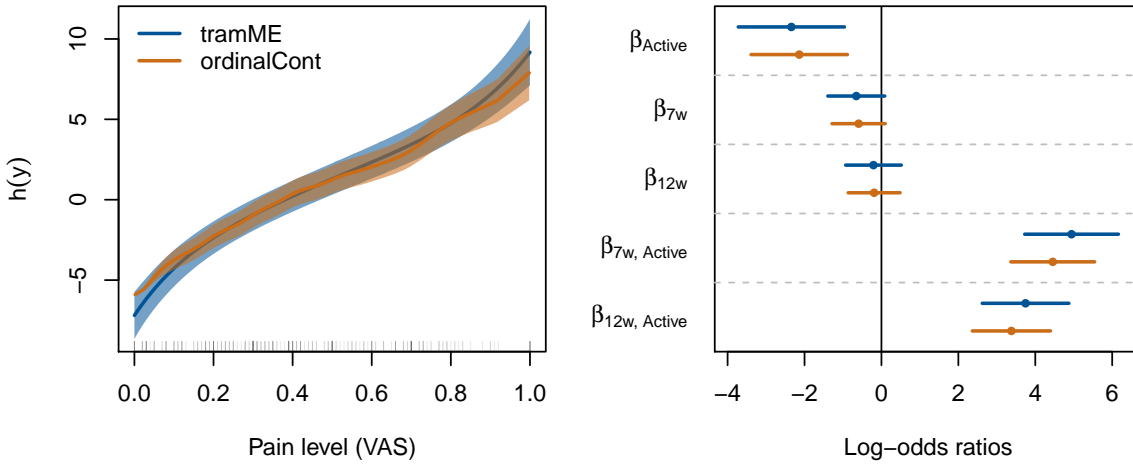 tramME
ordinalCont
10
5
0
−5
h(y)
0.0 0.2 0.4 0.6 0.8 1.0
Pain level (VAS)
βActive
β7w
β12w
β7w, Active
β12w, Active
−4 −2 0 2 4 6
Log−odds ratios